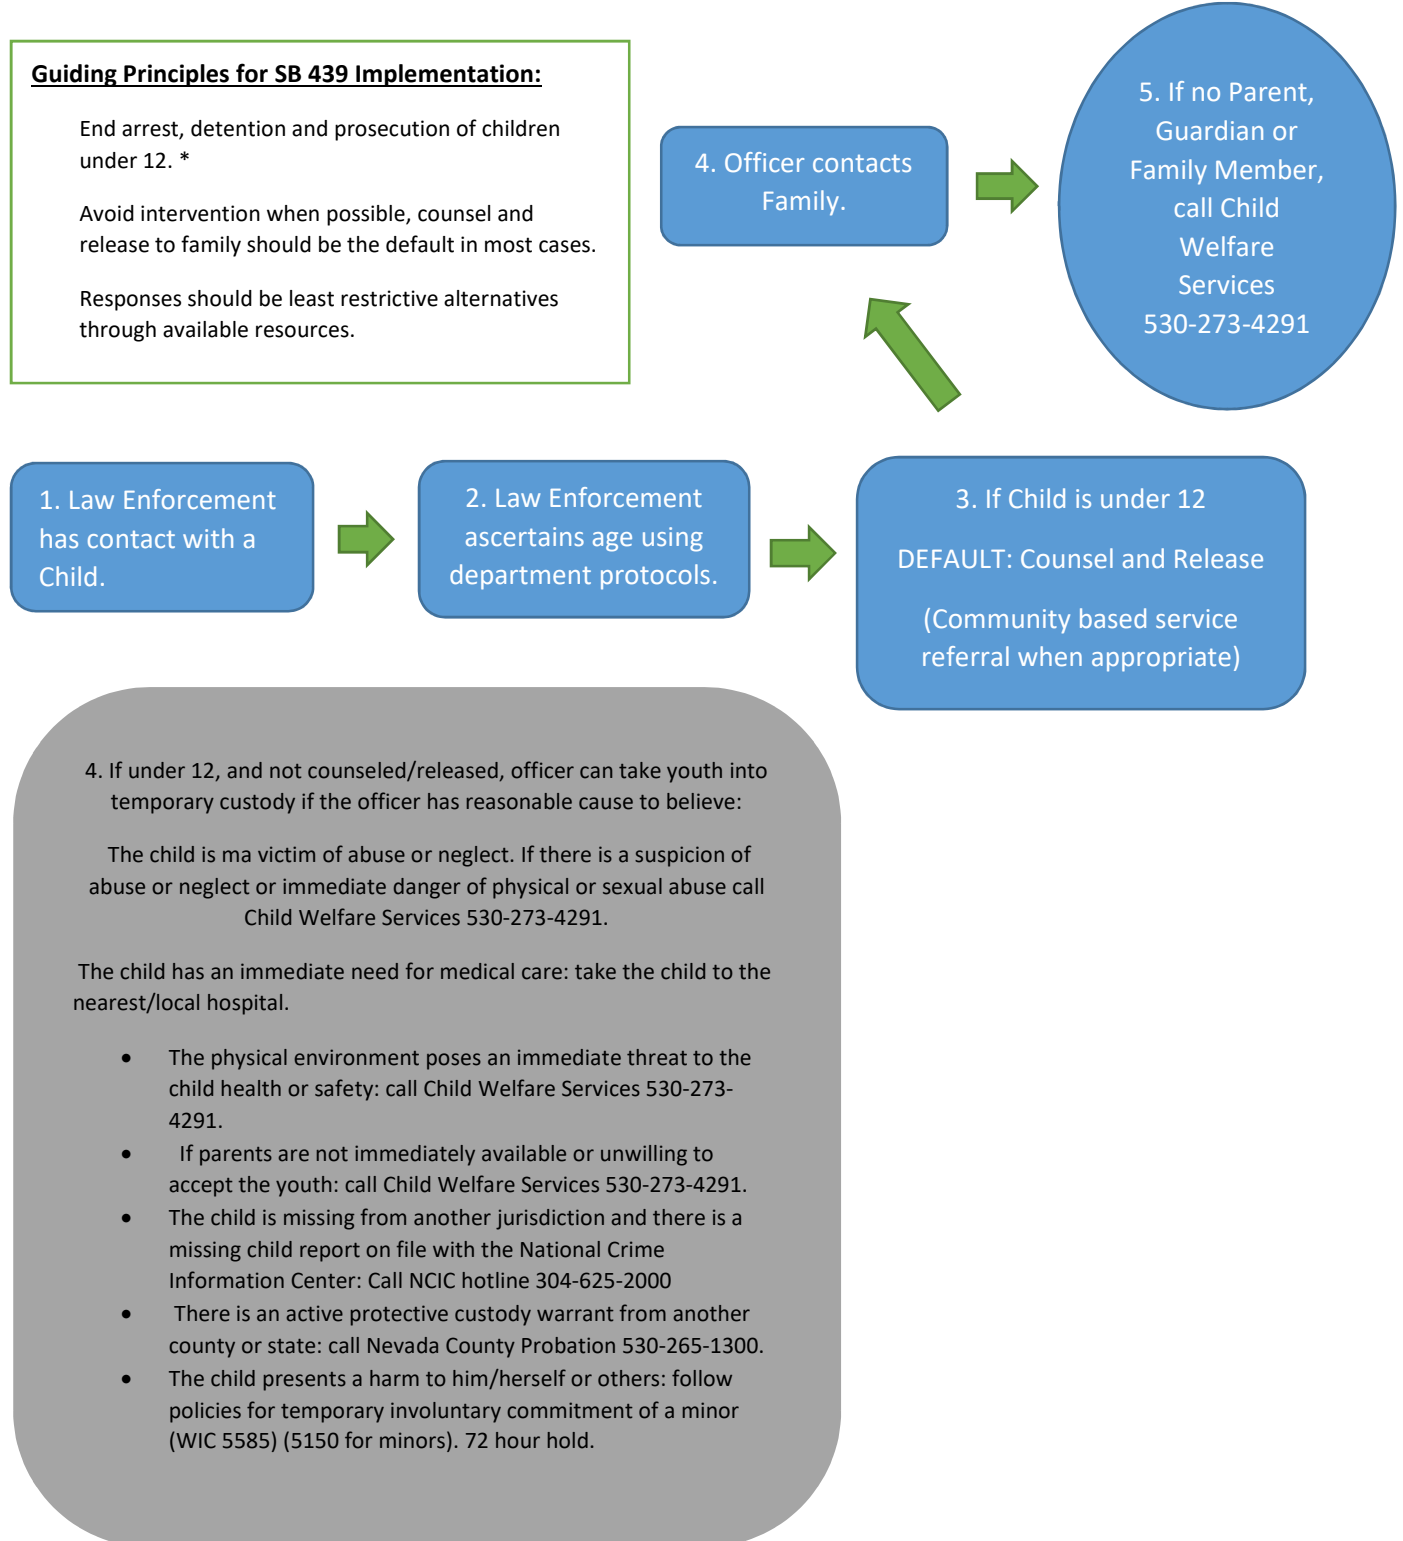 Guiding Principles for SB 439 Implementation:
End arrest, detention and prosecution of children
under 12. *
Avoid intervention when possible, counsel and
release to family should be the default in most cases.
Responses should be least restrictive alternatives
through available resources.
1. Law Enforcement
has contact with a
Child.
2. Law Enforcement
ascertains age using
department protocols.
3. If Child is under 12
DEFAULT: Counsel and Release
(Community based service
referral when appropriate)
4. Officer contacts
Family.
5. If no Parent,
Guardian or
Family Member,
call Child
Welfare
Services
530-273-4291
4. If under 12, and not counseled/released, officer can take youth into
temporary custody if the officer has reasonable cause to believe:
The child is ma victim of abuse or neglect. If there is a suspicion of
abuse or neglect or immediate danger of physical or sexual abuse call
Child Welfare Services 530-273-4291.
The child has an immediate need for medical care: take the child to the
nearest/local hospital.
• The physical environment poses an immediate threat to the
child health or safety: call Child Welfare Services 530-273-
4291.
• If parents are not immediately available or unwilling to
accept the youth: call Child Welfare Services 530-273-4291.
• The child is missing from another jurisdiction and there is a
missing child report on file with the National Crime
Information Center: Call NCIC hotline 304-625-2000
• There is an active protective custody warrant from another
county or state: call Nevada County Probation 530-265-1300.
• The child presents a harm to him/herself or others: follow
policies for temporary involuntary commitment of a minor
(WIC 5585) (5150 for minors). 72 hour hold.